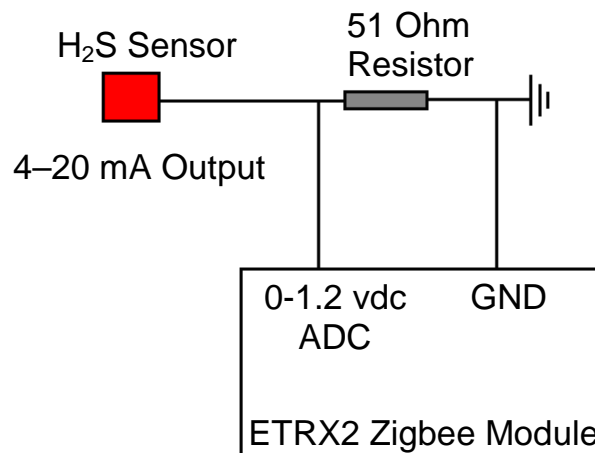 H₂S Sensor
51 Ohm
Resistor
4–20 mA Output
0-1.2 vdc
ADC
GND
ETRX2 Zigbee Module